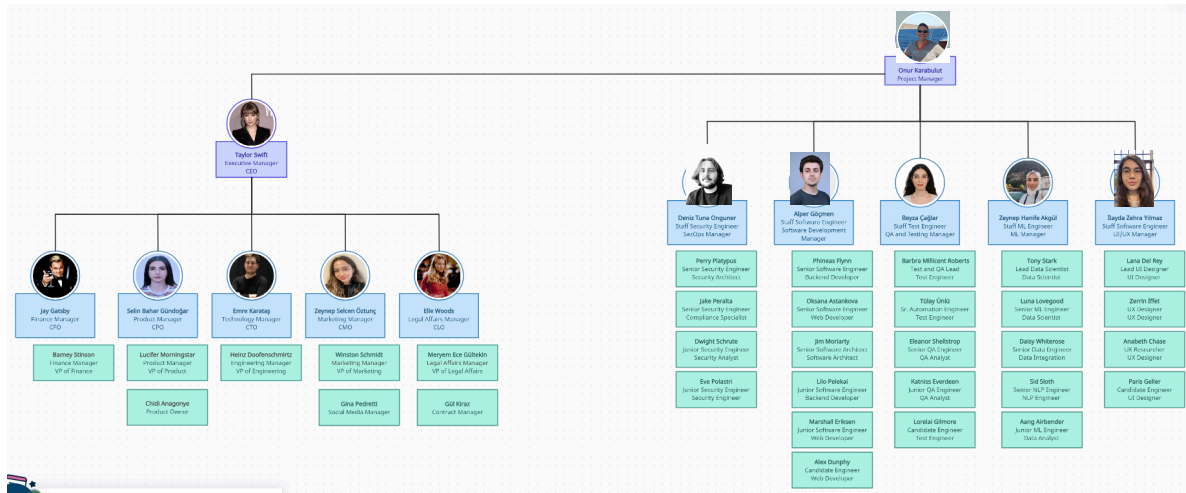 Onur Karabulut
Project Manager
Taylor Swift
Executive Manager
CEO
Jay Gatsby
Finance Manager
CFO
Selin Bahar Gündoğar
Product Manager
CPO
Emre Karataş
Technology Manager
CTO
Zeynep Selcen Öztunç
Marketing Manager
CMO
Elle Woods
Legal Affairs Manager
CLO
Barney Stinson
Finance Manager
VP of Finance
Lucifer Morningstar
Product Manager
VP of Product
Chidi Anagonye
Product Owner
Heinz Doofenschmirtz
Engineering Manager
VP of Engineering
Winston Schmidt
Marketing Manager
VP of Marketing
Gina Pedretti
Social Media Manager
Meryem Ece Gültekin
Legal Affairs Manager
VP of Legal Affairs
Gül Kiraz
Contract Manager
Deniz Tuna Onguner
Staff Security Engineer
SecOps Manager
Perry Platypus
Senior Security Engineer
Security Architect
Jake Peralta
Senior Security Engineer
Compliance Specialist
Dwight Schrute
Junior Security Engineer
Security Analyst
Eve Polastri
Junior Security Engineer
Security Engineer
Alper Göçmen
Staff Software Engineer
Software Development
Manager
Phineas Flynn
Senior Software Engineer
Backend Developer
Oksana Astankova
Senior Software Engineer
Web Developer
Jim Moriarty
Senior Software Architect
Software Architect
Lilo Pelekai
Junior Software Engineer
Backend Developer
Marshall Eriksen
Junior Software Engineer
Web Developer
Alex Dunphy
Candidate Engineer
Web Developer
Beyza Çağlar
Staff Test Engineer
QA and Testing Manager
Barbra Millicent Roberts
Test and QA Lead
Test Engineer
Tülay Ünlü
Sr. Automation Engineer
Test Engineer
Eleanor Shellstrop
Senior QA Engineer
QA Analyst
Katniss Everdeen
Junior QA Engineer
QA Analyst
Lorelai Gilmore
Candidate Engineer
Test Engineer
Zeynep Hanife Akgül
Staff ML Engineer
ML Manager
Tony Stark
Lead Data Scientist
Data Scientist
Luna Lovegood
Senior ML Engineer
Data Scientist
Daisy Whiterose
Senior Data Engineer
Data Integration
Sid Sloth
Senior NLP Engineer
NLP Engineer
Aang Airbender
Junior ML Engineer
Data Analyst
İlayda Zehra Yılmaz
Staff Software Engineer
UI/UX Manager
Lana Del Rey
Lead UI Designer
UI Designer
Zerrin İffet
UX Designer
UX Designer
Anabeth Chase
UX Researcher
UX Designer
Paris Geller
Candidate Engineer
UI Designer